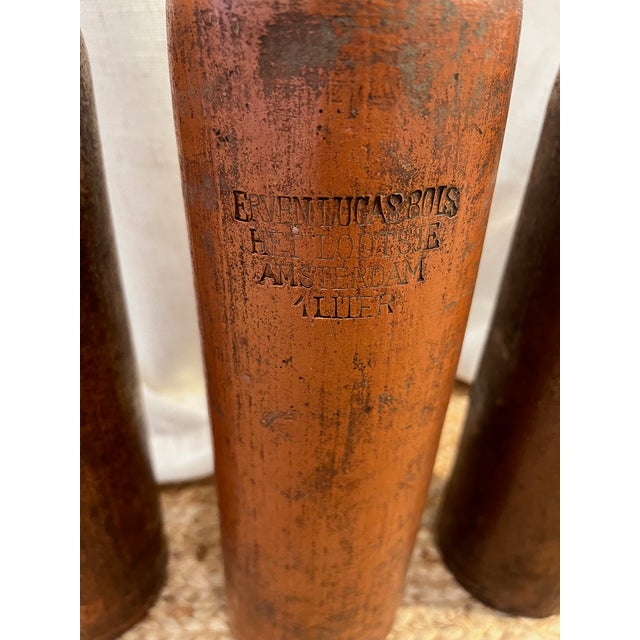 ERVEN LUCAS BOLS
HET LOOTSJE
AMSTERDAM
1 LITER